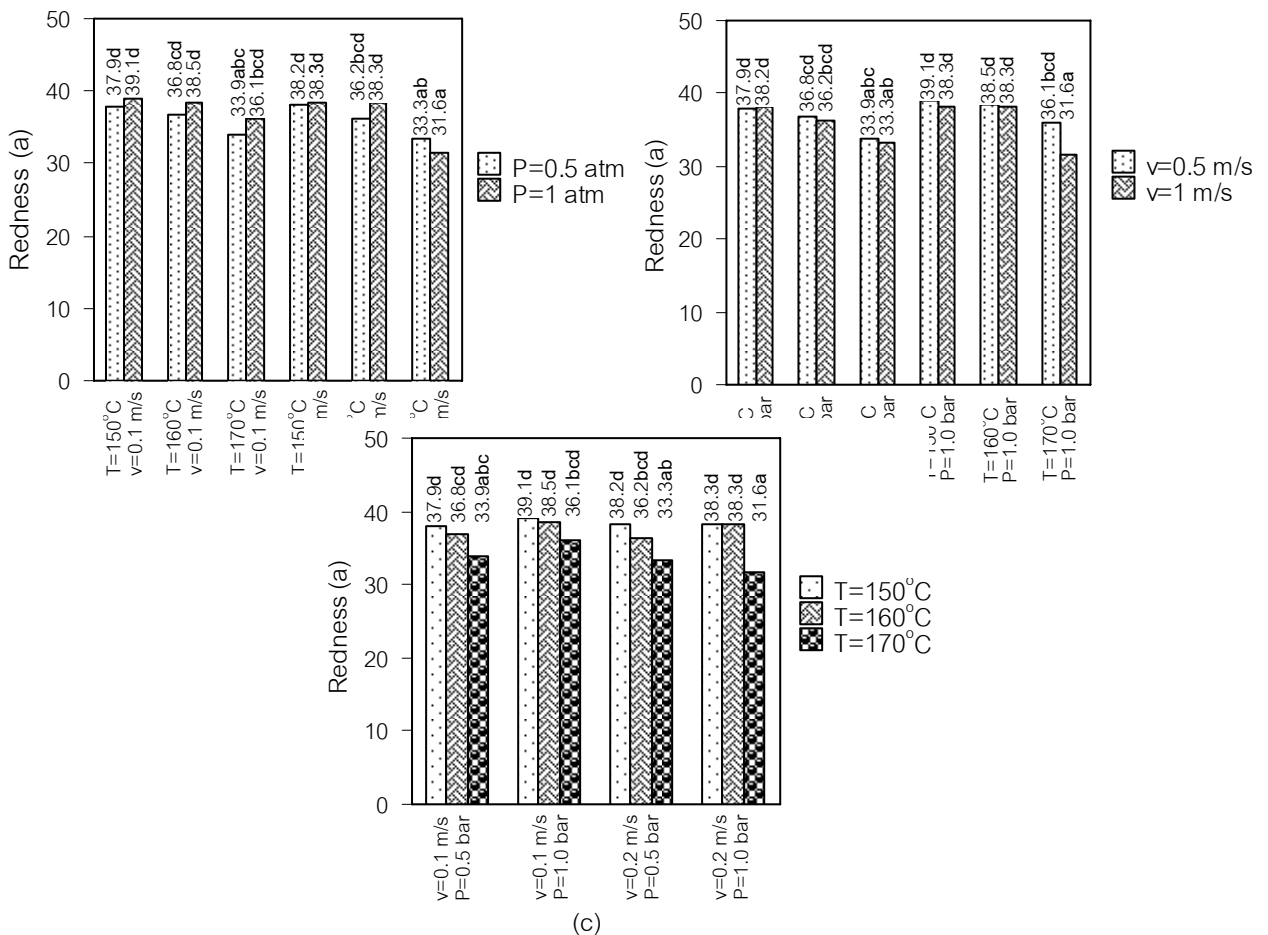 50
40
30
20
10
0
Redness (a)
37.9d
39.1d
36.8cd
38.5d
33.9abc
36.1bcd
38.2d
38.3d
36.2bcd
38.3d
33.3ab
31.6a
T=150°C
v=0.1 m/s
T=160°C
v=0.1 m/s
T=170°C
v=0.1 m/s
T=150°C
m/s
°C
m/s
°C
m/s
P=0.5 atm
P=1 atm
50
40
30
20
10
0
Redness (a)
37.9d
38.2d
36.8cd
36.2bcd
33.9abc
33.3ab
39.1d
38.3d
38.5d
38.3d
36.1bcd
31.6a
C
bar
C
bar
C
bar
P=1.0 bar
T=160°C
P=1.0 bar
T=170°C
P=1.0 bar
v=0.5 m/s
v=1 m/s
50
40
30
20
10
0
Redness (a)
37.9d
36.8cd
33.9abc
39.1d
38.5d
36.1bcd
38.2d
36.2bcd
33.3ab
38.3d
38.3d
31.6a
v=0.1 m/s
P=0.5 bar
v=0.1 m/s
P=1.0 bar
v=0.2 m/s
P=0.5 bar
v=0.2 m/s
P=1.0 bar
T=150°C
T=160°C
T=170°C
(c)